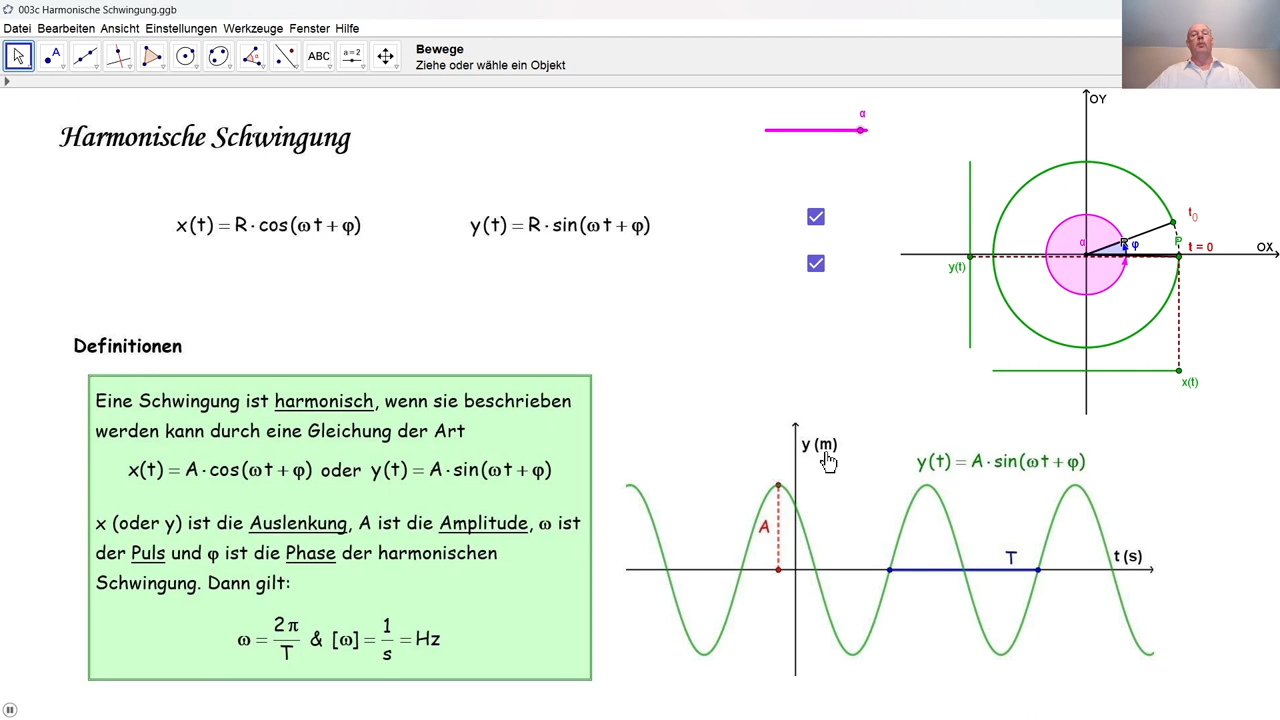 003c Harmonische Schwingung.ggb
Datei Bearbeiten Ansicht Einstellungen Werkzeuge Fenster Hilfe
A
ABC
a=2
Bewege
Ziehe oder wähle ein Objekt
Harmonische Schwingung
x(t) = R · cos(ωt + φ)
y(t) = R · sin(ωt + φ)
α
OY
t₀
α
R
φ
P
t = 0
OX
y(t)
x(t)
Definitionen
Eine Schwingung ist harmonisch, wenn sie beschrieben
werden kann durch eine Gleichung der Art
x(t) = A · cos(ωt + φ) oder y(t) = A · sin(ωt + φ)
x (oder y) ist die Auslenkung, A ist die Amplitude, ω ist
der Puls und φ ist die Phase der harmonischen
Schwingung. Dann gilt:
ω = 2π/T & [ω] = 1/s = Hz
y (m)
y(t) = A · sin(ωt + φ)
A
T
t (s)